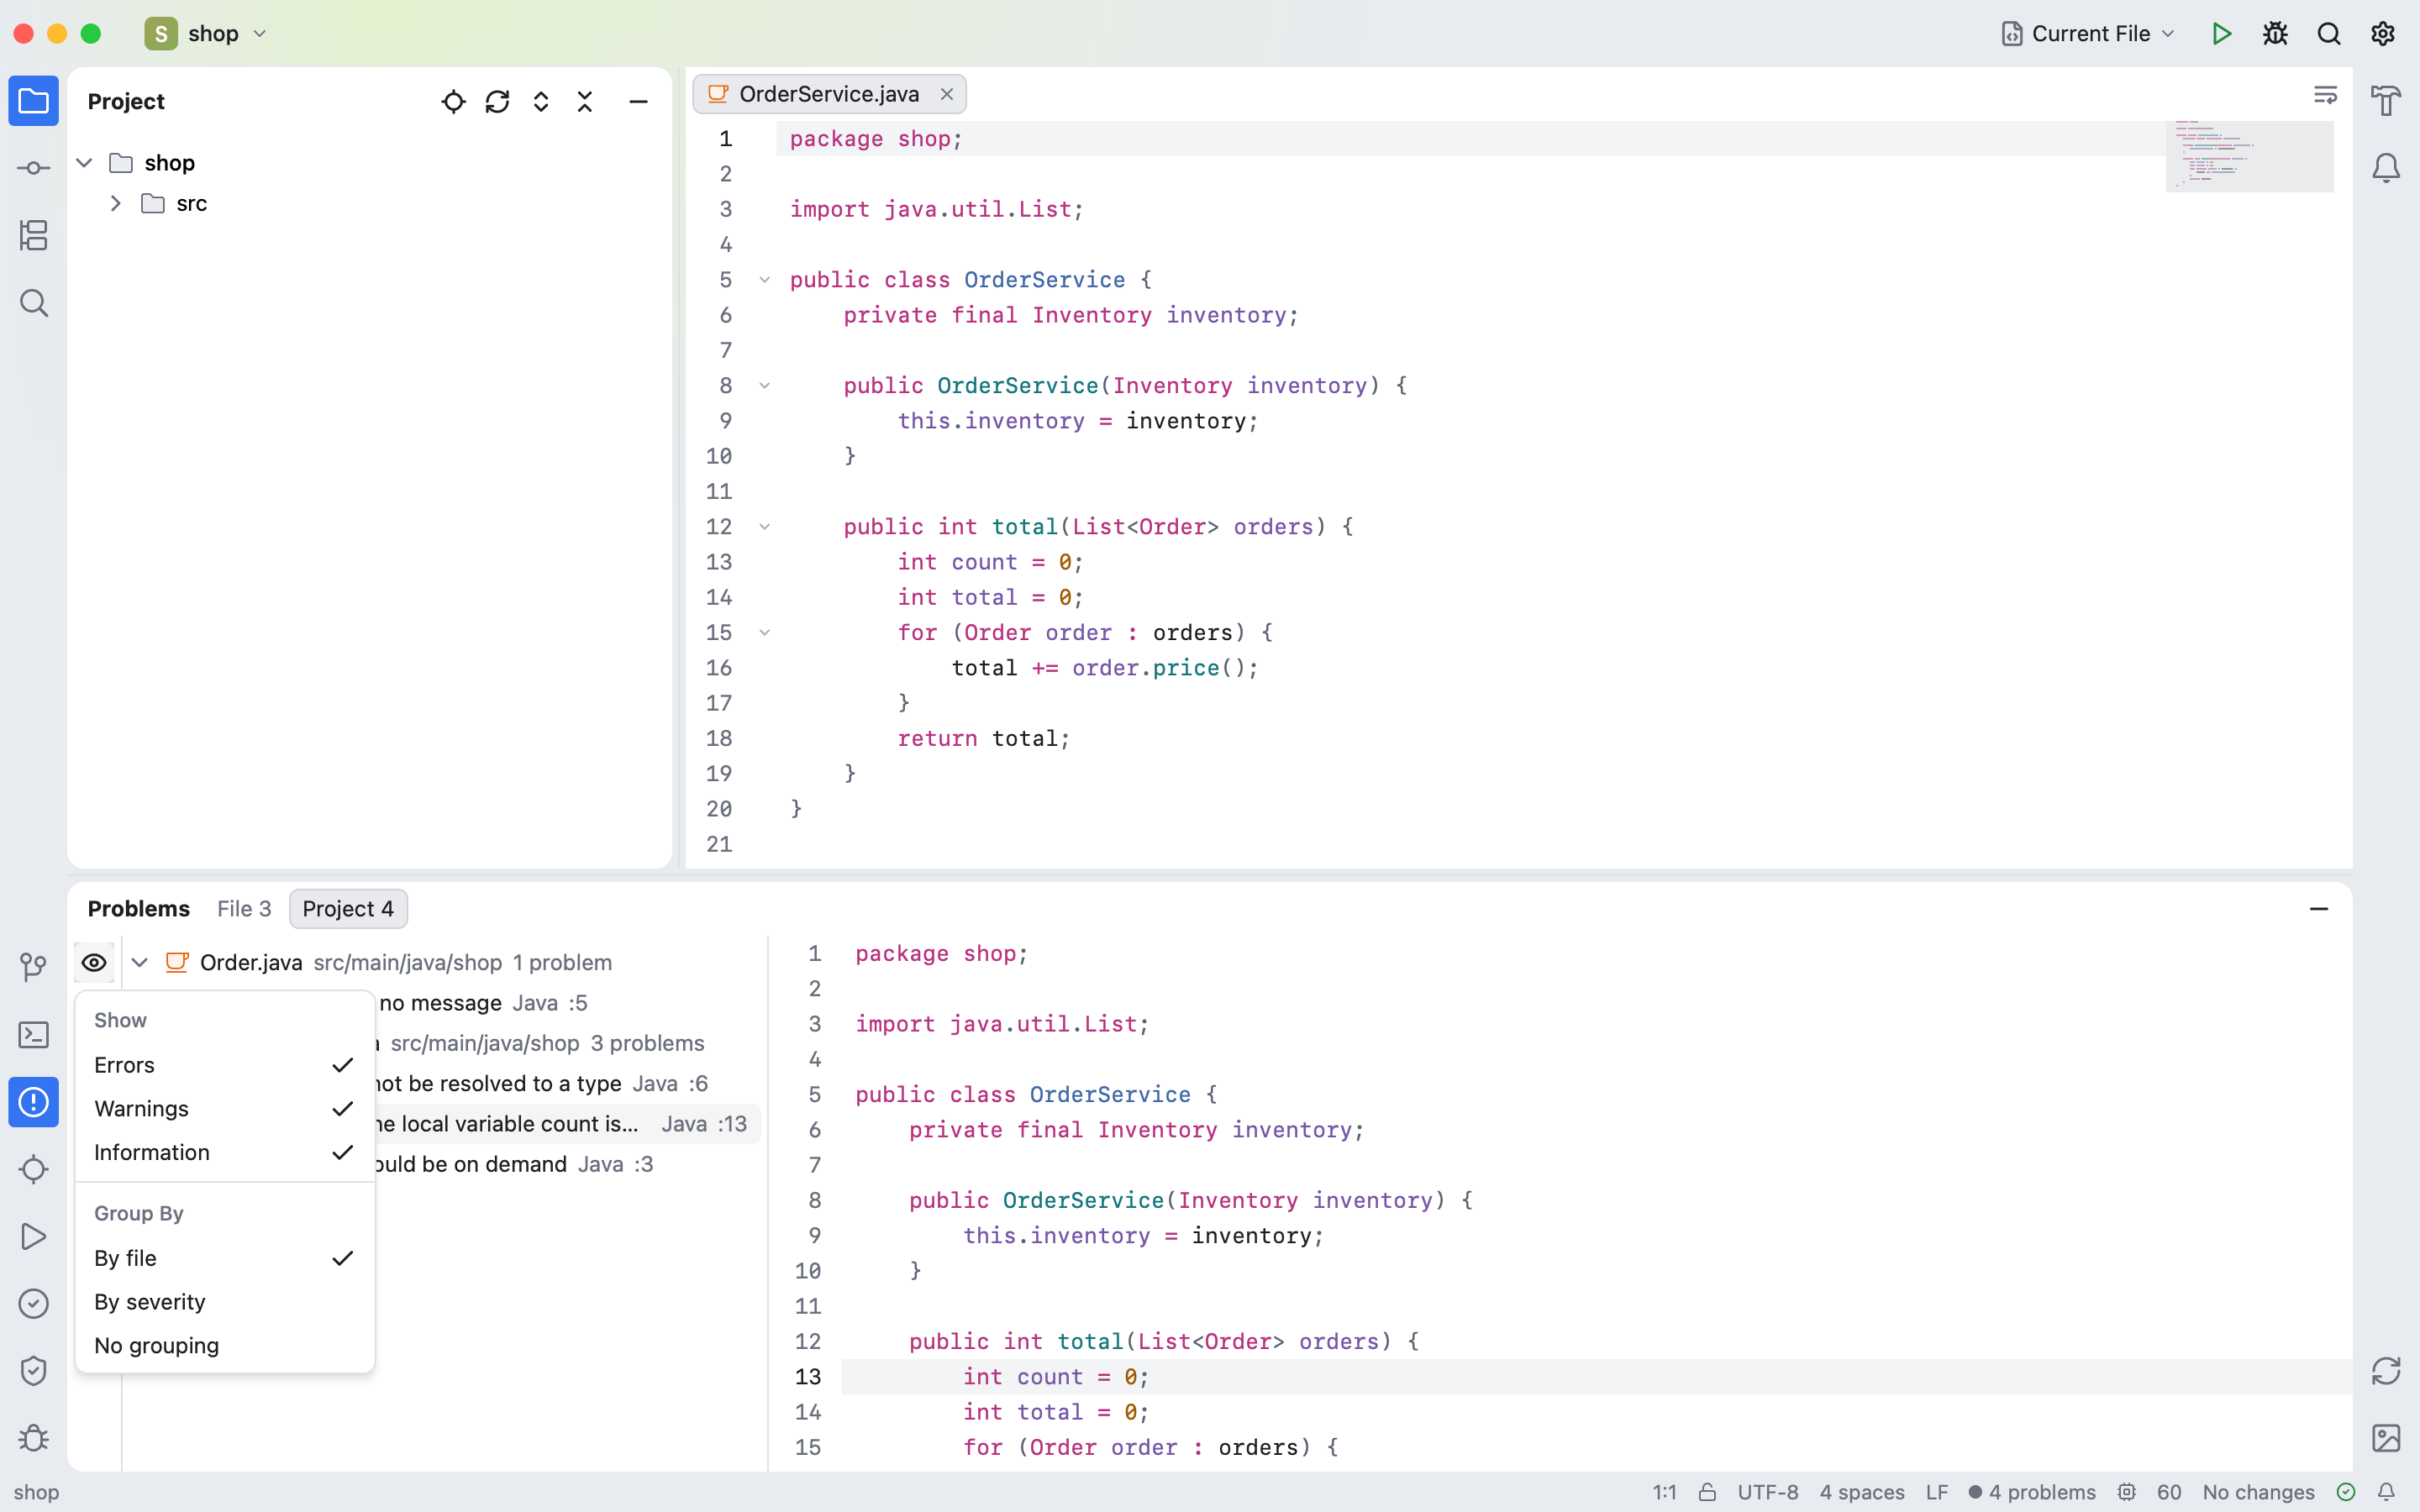 S shop
Current File
Project
shop
src
OrderService.java
1 package shop;
2
3 import java.util.List;
4
5 public class OrderService {
6 private final Inventory inventory;
7
8 public OrderService(Inventory inventory) {
9 this.inventory = inventory;
10 }
11
12 public int total(List<Order> orders) {
13 int count = 0;
14 int total = 0;
15 for (Order order : orders) {
16 total += order.price();
17 }
18 return total;
19 }
20 }
21
Problems File 3 Project 4
Order.java src/main/java/shop 1 problem
no message Java :5
src/main/java/shop 3 problems
not be resolved to a type Java :6
local variable count is... Java :13
be on demand Java :3
Show
Errors
Warnings
Information
Group By
By file
By severity
No grouping
1 package shop;
2
3 import java.util.List;
4
5 public class OrderService {
6 private final Inventory inventory;
7
8 public OrderService(Inventory inventory) {
9 this.inventory = inventory;
10 }
11
12 public int total(List<Order> orders) {
13 int count = 0;
14 int total = 0;
15 for (Order order : orders) {
shop
1:1 UTF-8 4 spaces LF 4 problems 60 No changes